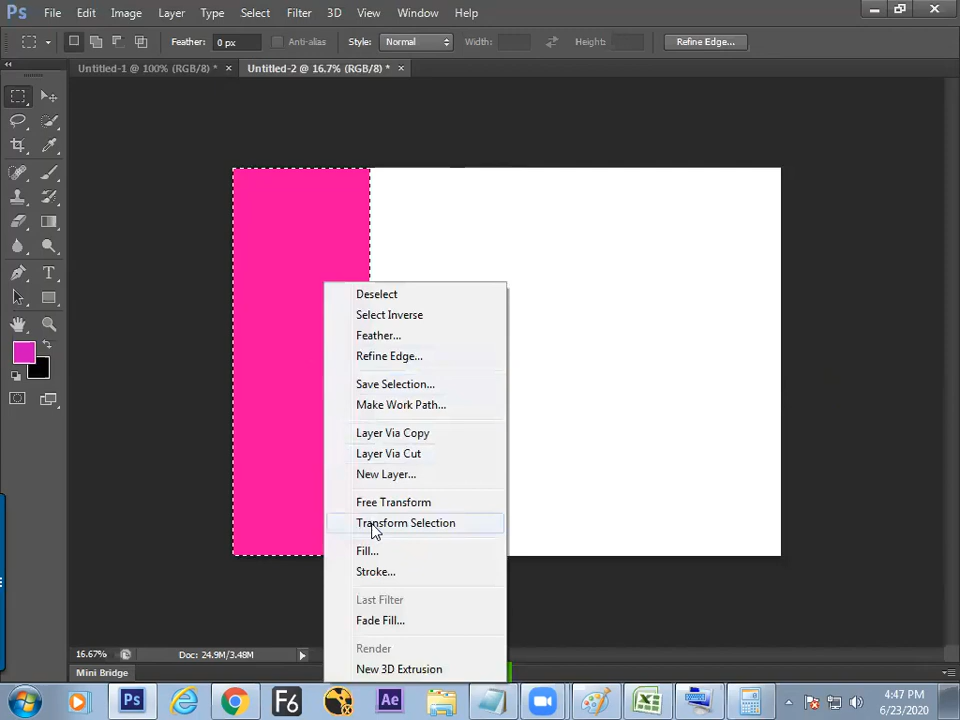 Ps File Edit Image Layer Type Select Filter 3D View Window Help
Feather: 0 px Anti-alias Style: Normal Width: Height: Refine Edge...
Untitled-1 @ 100% (RGB/8) * × Untitled-2 @ 16.7% (RGB/8) * ×
Deselect
Select Inverse
Feather...
Refine Edge...
Save Selection...
Make Work Path...
Layer Via Copy
Layer Via Cut
New Layer...
Free Transform
Transform Selection
Fill...
Stroke...
Last Filter
Fade Fill...
Render
New 3D Extrusion
16.67% Doc: 24.9M/3.48M
Mini Bridge
Ps F6 Ae
4:47 PM
6/23/2020